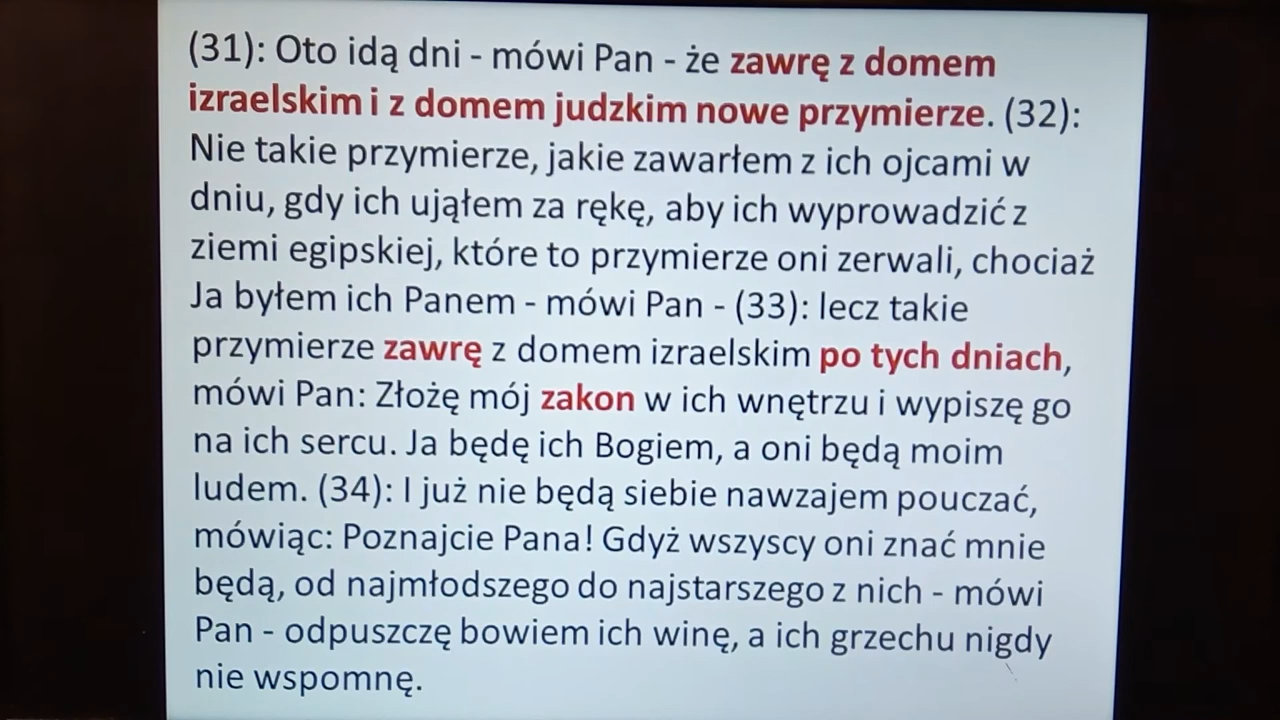 (31): Oto idą dni - mówi Pan - że zawrę z domem
izraelskim i z domem judzkim nowe przymierze. (32):
Nie takie przymierze, jakie zawarłem z ich ojcami w
dniu, gdy ich ująłem za rękę, aby ich wyprowadzić z
ziemi egipskiej, które to przymierze oni zerwali, chociaż
Ja byłem ich Panem - mówi Pan - (33): lecz takie
przymierze zawrę z domem izraelskim po tych dniach,
mówi Pan: Złożę mój zakon w ich wnętrzu i wypiszę go
na ich sercu. Ja będę ich Bogiem, a oni będą moim
ludem. (34): I już nie będą siebie nawzajem pouczać,
mówiąc: Poznajcie Pana! Gdyż wszyscy oni znać mnie
będą, od najmłodszego do najstarszego z nich - mówi
Pan - odpuszczę bowiem ich winę, a ich grzechu nigdy
nie wspomnę.